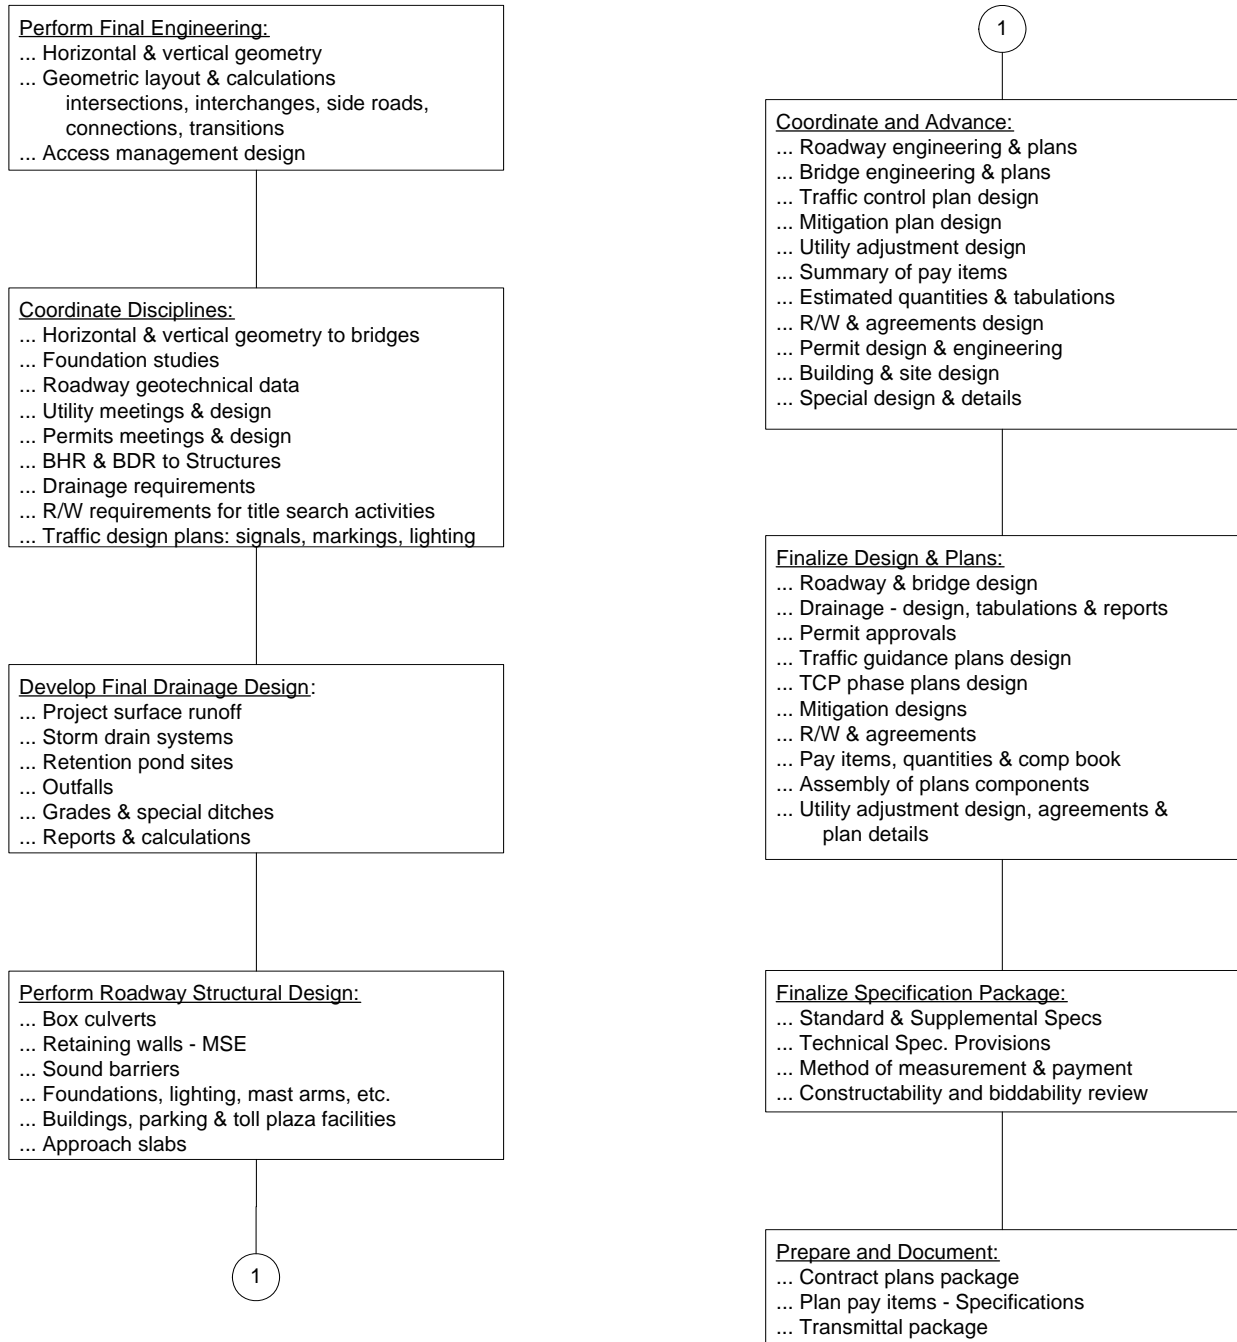 Perform Final Engineering:
... Horizontal & vertical geometry
... Geometric layout & calculations
intersections, interchanges, side roads,
connections, transitions
... Access management design
Coordinate Disciplines:
... Horizontal & vertical geometry to bridges
... Foundation studies
... Roadway geotechnical data
... Utility meetings & design
... Permits meetings & design
... BHR & BDR to Structures
... Drainage requirements
... R/W requirements for title search activities
... Traffic design plans: signals, markings, lighting
Develop Final Drainage Design:
... Project surface runoff
... Storm drain systems
... Retention pond sites
... Outfalls
... Grades & special ditches
... Reports & calculations
Perform Roadway Structural Design:
... Box culverts
... Retaining walls - MSE
... Sound barriers
... Foundations, lighting, mast arms, etc.
... Buildings, parking & toll plaza facilities
... Approach slabs
1
1
Coordinate and Advance:
... Roadway engineering & plans
... Bridge engineering & plans
... Traffic control plan design
... Mitigation plan design
... Utility adjustment design
... Summary of pay items
... Estimated quantities & tabulations
... R/W & agreements design
... Permit design & engineering
... Building & site design
... Special design & details
Finalize Design & Plans:
... Roadway & bridge design
... Drainage - design, tabulations & reports
... Permit approvals
... Traffic guidance plans design
... TCP phase plans design
... Mitigation designs
... R/W & agreements
... Pay items, quantities & comp book
... Assembly of plans components
... Utility adjustment design, agreements &
plan details
Finalize Specification Package:
... Standard & Supplemental Specs
... Technical Spec. Provisions
... Method of measurement & payment
... Constructability and biddability review
Prepare and Document:
... Contract plans package
... Plan pay items - Specifications
... Transmittal package